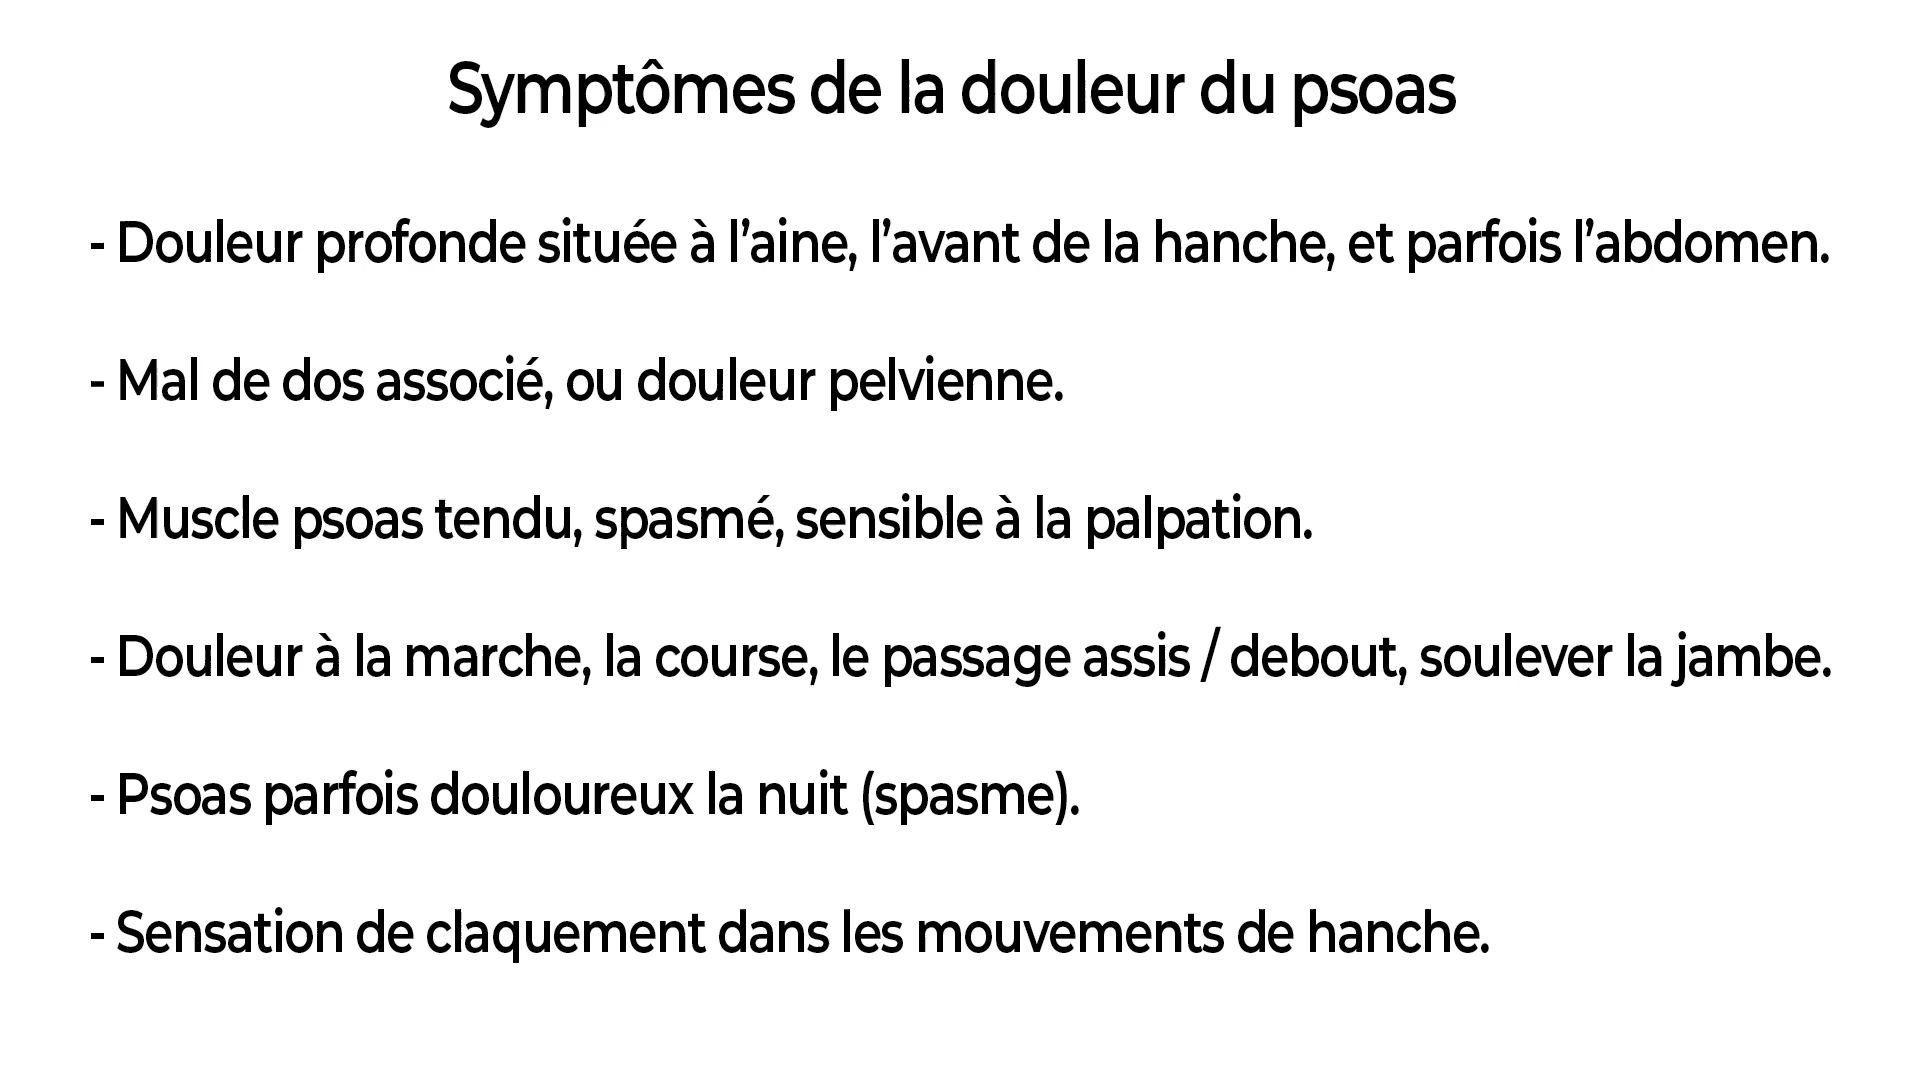 Symptômes de la douleur du psoas
- Douleur profonde située à l’aine, l’avant de la hanche, et parfois l’abdomen.
- Mal de dos associé, ou douleur pelvienne.
- Muscle psoas tendu, spasmé, sensible à la palpation.
- Douleur à la marche, la course, le passage assis / debout, soulever la jambe.
- Psoas parfois douloureux la nuit (spasme).
- Sensation de claquement dans les mouvements de hanche.